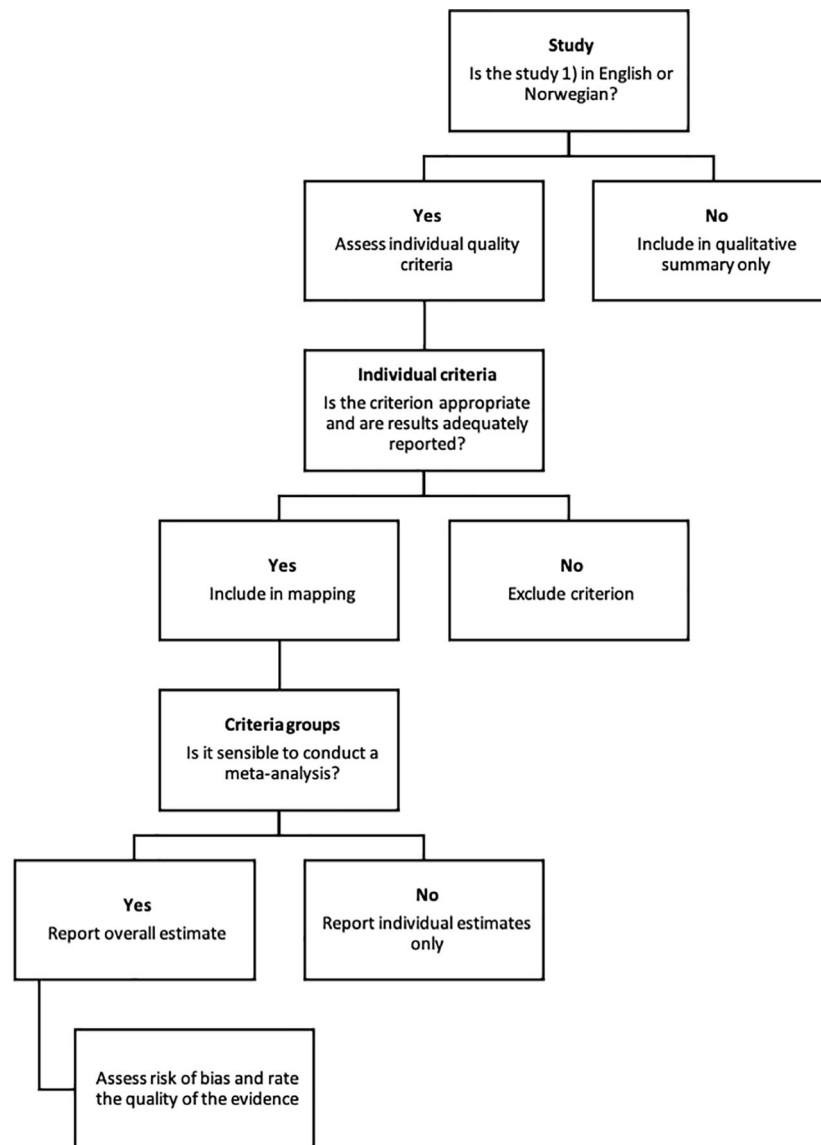 Study
Is the study 1) in English or
Norwegian?
Yes
Assess individual quality
criteria
No
Include in qualitative
summary only
Individual criteria
Is the criterion appropriate
and are results adequately
reported?
Yes
Include in mapping
No
Exclude criterion
Criteria groups
Is it sensible to conduct a
meta-analysis?
Yes
Report overall estimate
No
Report individual estimates
only
Assess risk of bias and rate
the quality of the evidence